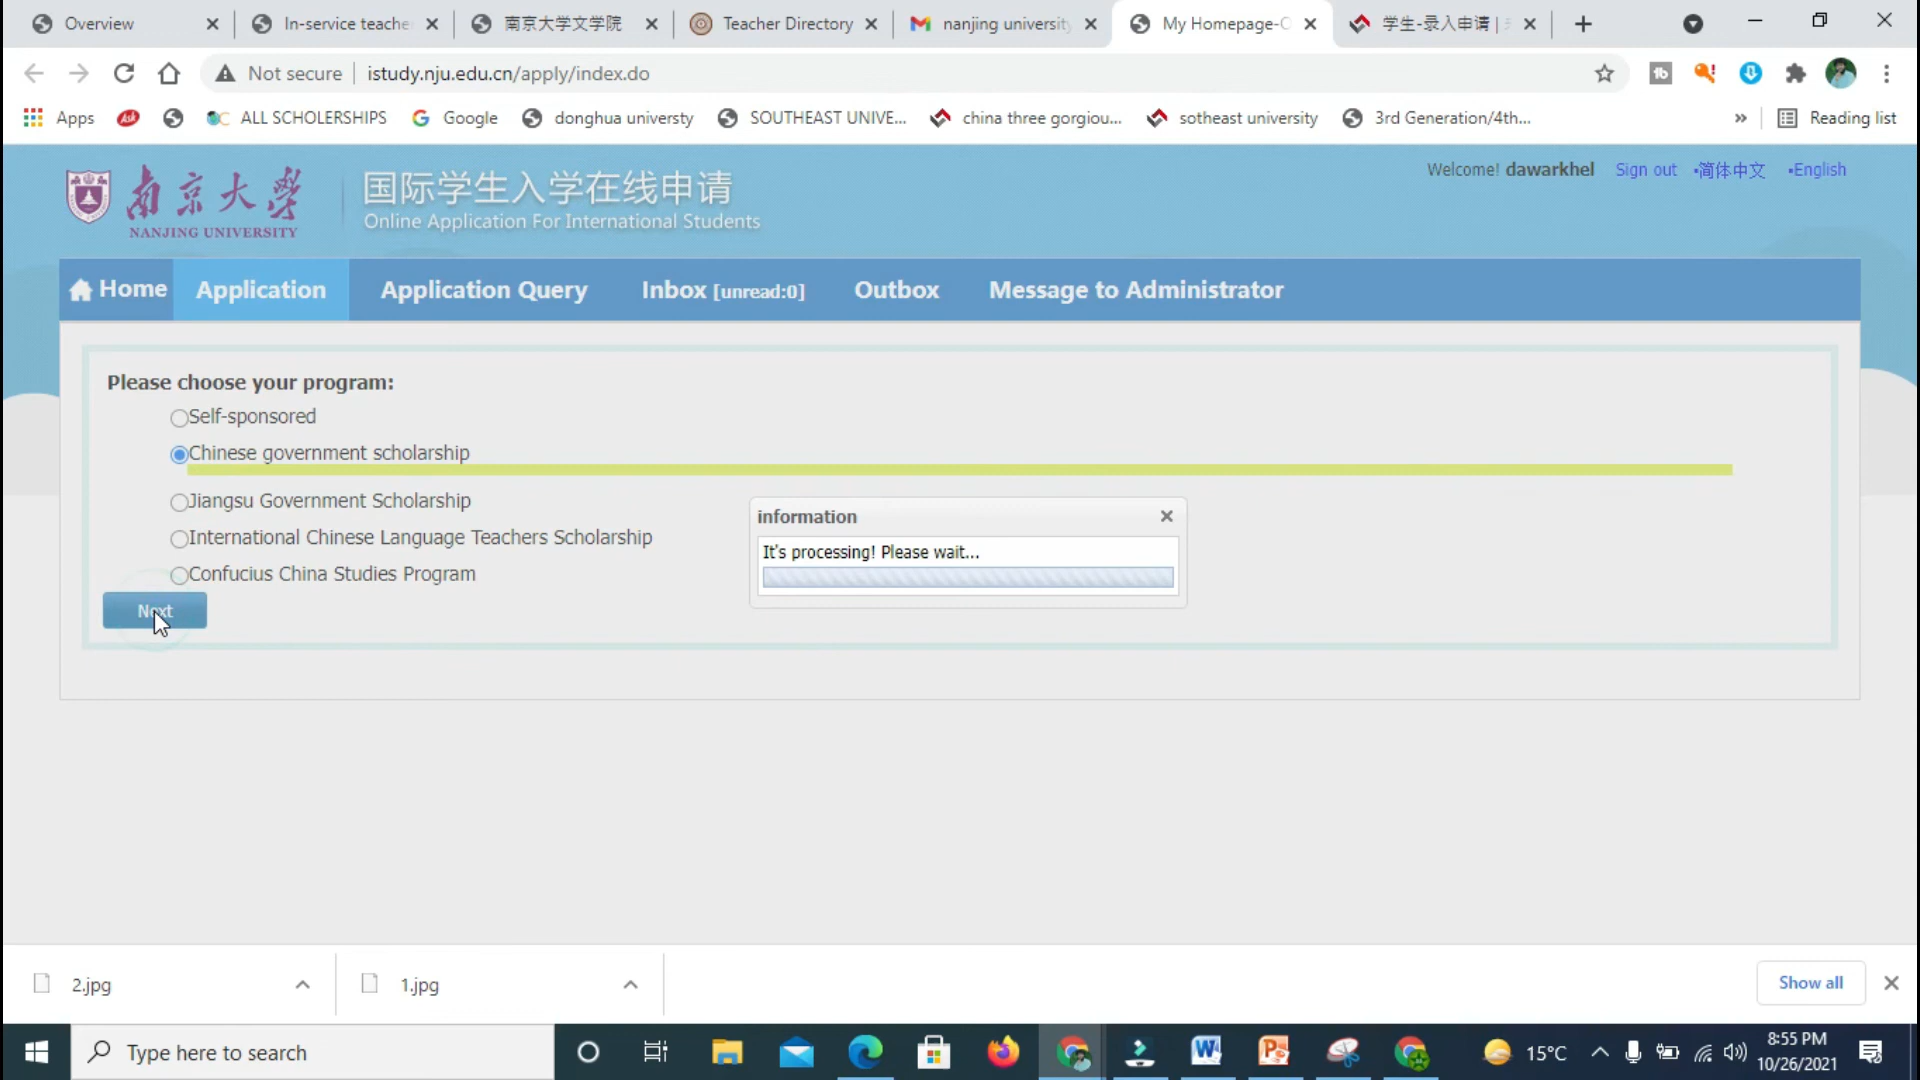 Overview
In-service teache
南京大学文学院
Teacher Directory
nanjing university
My Homepage-O
学生-录入申请 |
Not secure
istudy.nju.edu.cn/apply/index.do
Apps
Ask
ALL SCHOLERSHIPS
Google
donghua universty
SOUTHEAST UNIVE...
china three gorgiou...
sotheast university
3rd Generation/4th...
»
Reading list
南京大学
NANJING UNIVERSITY
国际学生入学在线申请
Online Application For International Students
Welcome! dawarkhel
Sign out
•简体中文
•English
Home
Application
Application Query
Inbox [unread:0]
Outbox
Message to Administrator
Please choose your program:
Self-sponsored
Chinese government scholarship
Jiangsu Government Scholarship
International Chinese Language Teachers Scholarship
Confucius China Studies Program
Next
information
It's processing! Please wait...
2.jpg
1.jpg
Show all
Type here to search
15°C
8:55 PM
10/26/2021